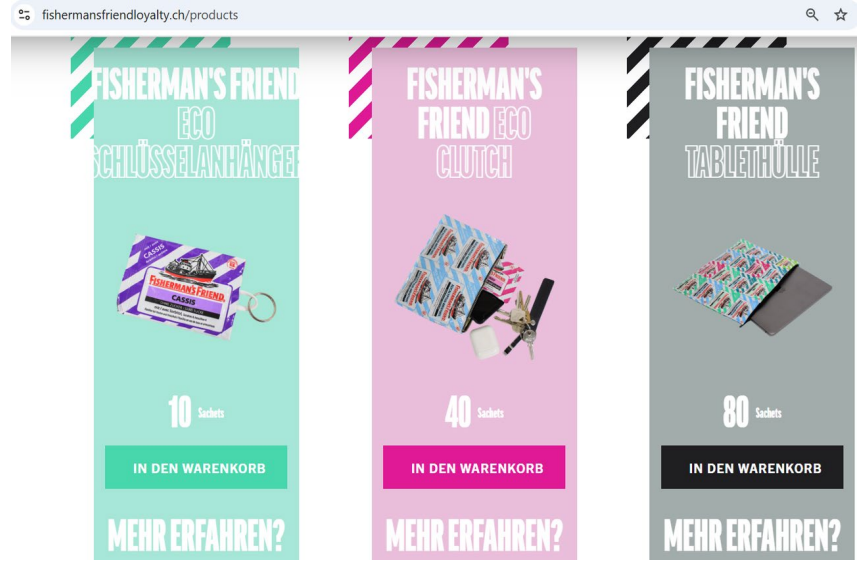 fishermansfriendloyalty.ch/products
FISHERMAN'S FRIEND
ECO
SCHLÜSSELANHÄNGER
CASSIS
FISHERMAN'S FRIEND
CASSIS
10 Sachets
IN DEN WARENKORB
MEHR ERFAHREN?
FISHERMAN'S
FRIEND ECO
CLUTCH
40 Sachets
IN DEN WARENKORB
MEHR ERFAHREN?
FISHERMAN'S
FRIEND
TABLETHÜLLE
80 Sachets
IN DEN WARENKORB
MEHR ERFAHREN?